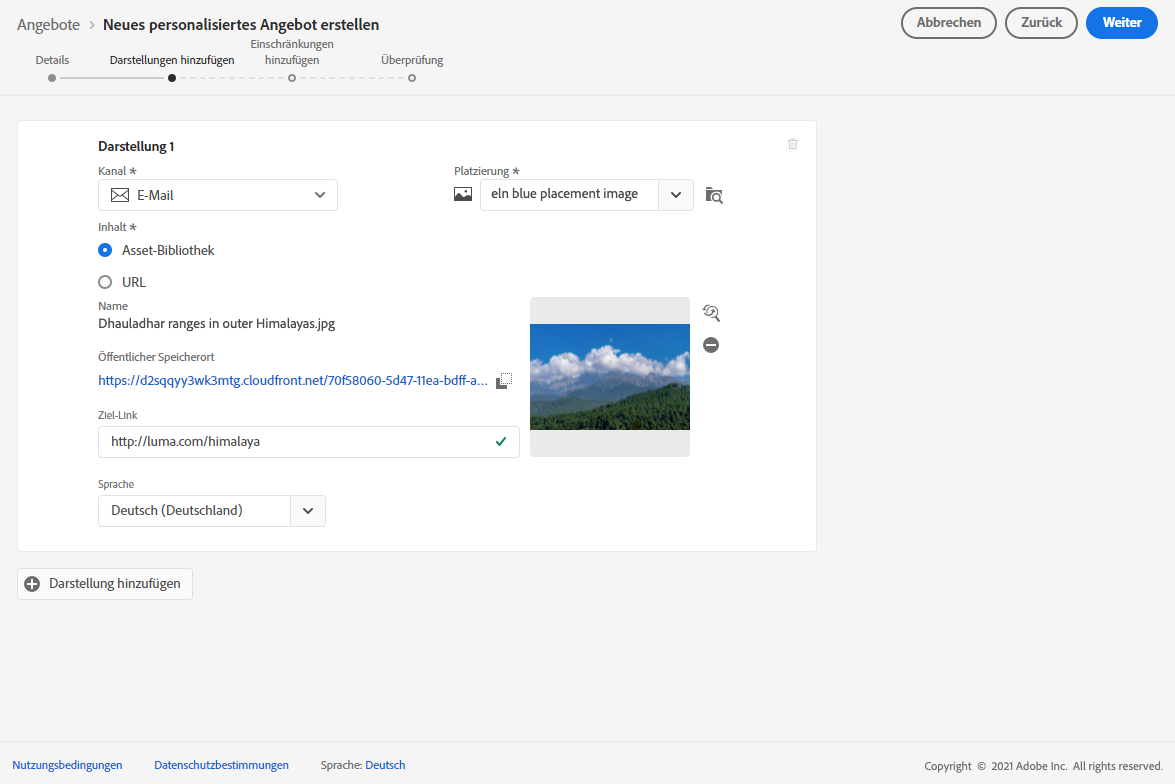 Angebote > Neues personalisiertes Angebot erstellen
Abbrechen
Zurück
Weiter
Details
Darstellungen hinzufügen
Einschränkungen
hinzufügen
Überprüfung
Darstellung 1
Kanal *
E-Mail
Platzierung *
eln blue placement image
Inhalt *
Asset-Bibliothek
URL
Name
Dhauladhar ranges in outer Himalayas.jpg
Öffentlicher Speicherort
https://d2sqqyy3wk3mtg.cloudfront.net/70f58060-5d47-11ea-bdff-a...
Ziel-Link
http://luma.com/himalaya
Sprache
Deutsch (Deutschland)
Darstellung hinzufügen
Nutzungsbedingungen
Datenschutzbestimmungen
Sprache: Deutsch
Copyright © 2021 Adobe Inc. All rights reserved.